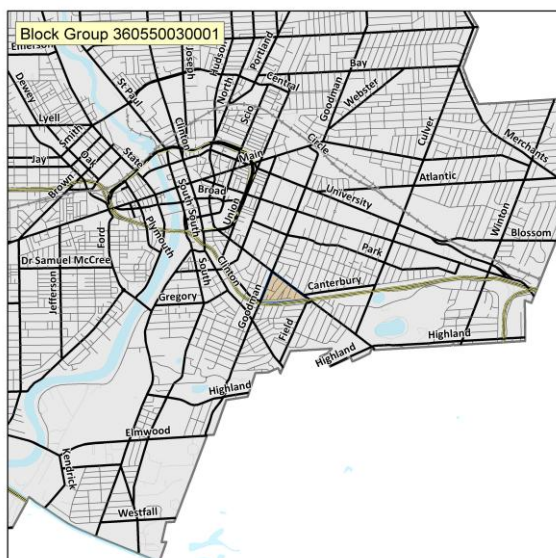 Block Group 360550030001
Emerson
Dewey
Lyell
Smith
Jay
Oak
Brown
State
St Paul
Joseph
Hudson
North
Portland
Central
Scio
Clinton
Goodman
Bay
Webster
Culver
Merchants
Main
Circle
Atlantic
University
Broad
South
South
Union
Winton
Blossom
Plymouth
Ford
Park
Dr Samuel McCree
Jefferson
South
Clinton
Canterbury
Gregory
Goodman
Field
Highland
Highland
Highland
Elmwood
Kendrick
Westfall